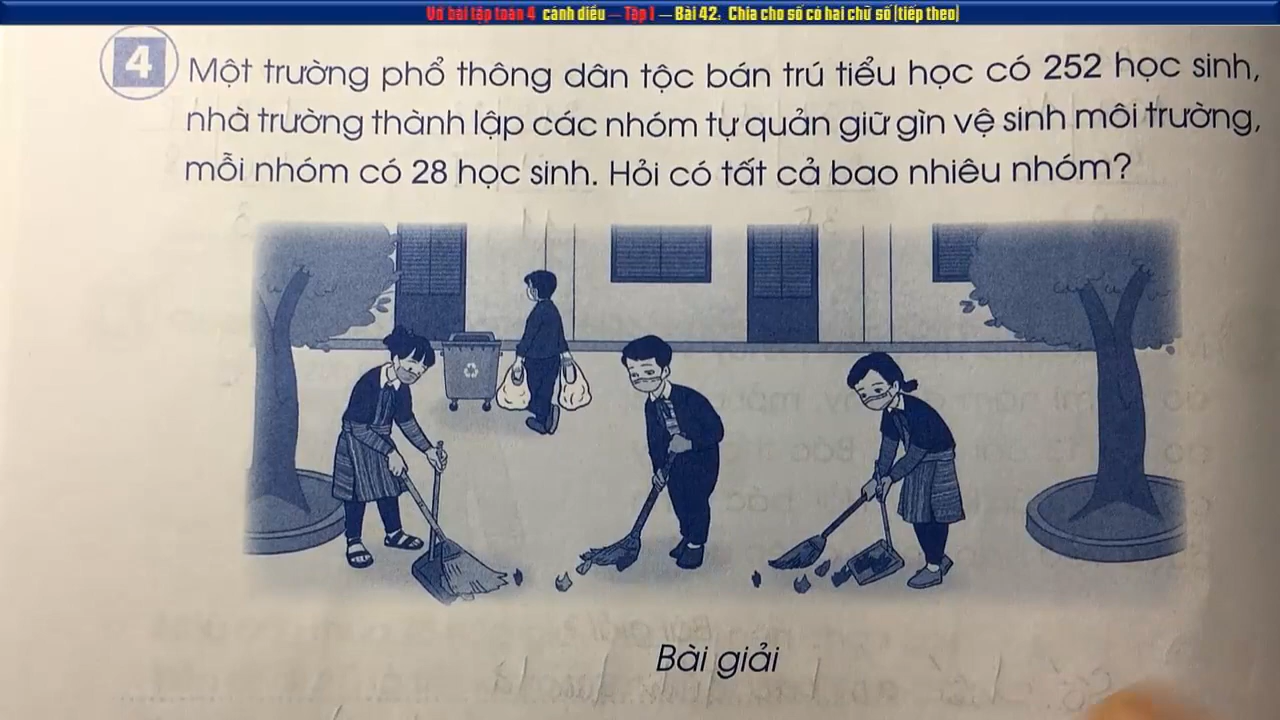 Vở bài tập toán 4 cánh diều – Tập 1 – Bài 42: Chia cho số có hai chữ số (tiếp theo)
4 Một trường phổ thông dân tộc bán trú tiểu học có 252 học sinh,
nhà trường thành lập các nhóm tự quản giữ gìn vệ sinh môi trường,
mỗi nhóm có 28 học sinh. Hỏi có tất cả bao nhiêu nhóm?
Bài giải